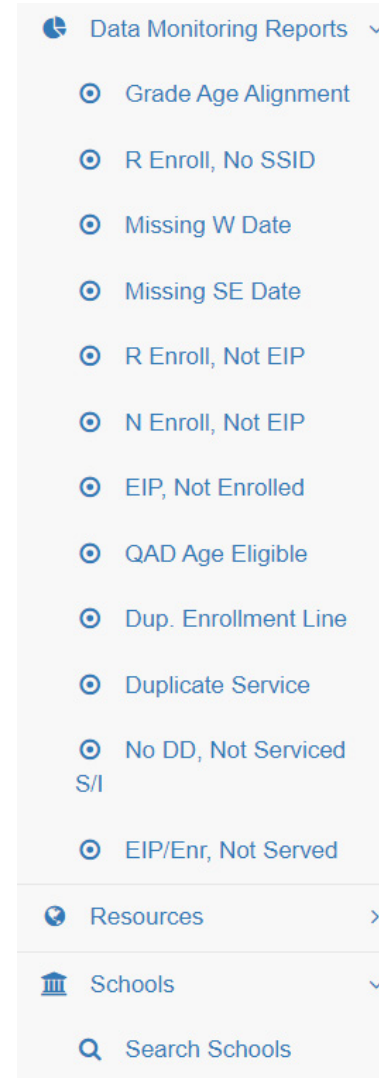 Data Monitoring Reports
Grade Age Alignment
R Enroll, No SSID
Missing W Date
Missing SE Date
R Enroll, Not EIP
N Enroll, Not EIP
EIP, Not Enrolled
QAD Age Eligible
Dup. Enrollment Line
Duplicate Service
No DD, Not Serviced
S/I
EIP/Enr, Not Served
Resources
Schools
Search Schools